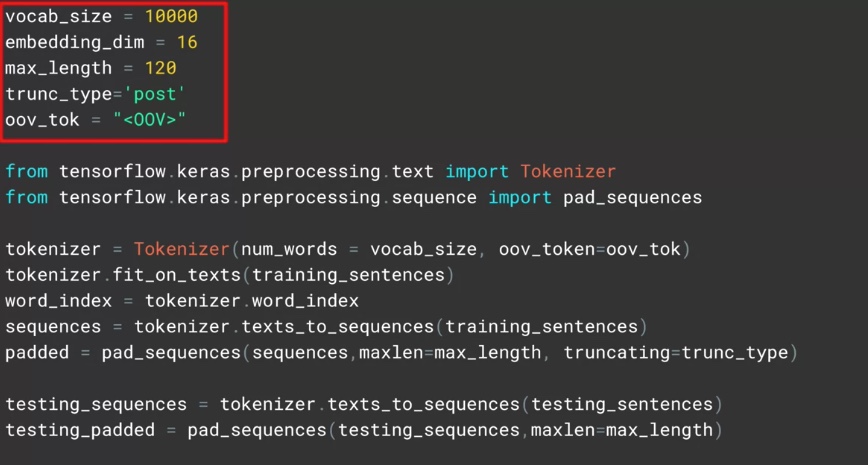 vocab_size = 10000
embedding_dim = 16
max_length = 120
trunc_type='post'
oov_tok = "<OOV>"
from tensorflow.keras.preprocessing.text import Tokenizer
from tensorflow.keras.preprocessing.sequence import pad_sequences
tokenizer = Tokenizer(num_words = vocab_size, oov_token=oov_tok)
tokenizer.fit_on_texts(training_sentences)
word_index = tokenizer.word_index
sequences = tokenizer.texts_to_sequences(training_sentences)
padded = pad_sequences(sequences,maxlen=max_length, truncating=trunc_type)
testing_sequences = tokenizer.texts_to_sequences(testing_sentences)
testing_padded = pad_sequences(testing_sequences,maxlen=max_length)